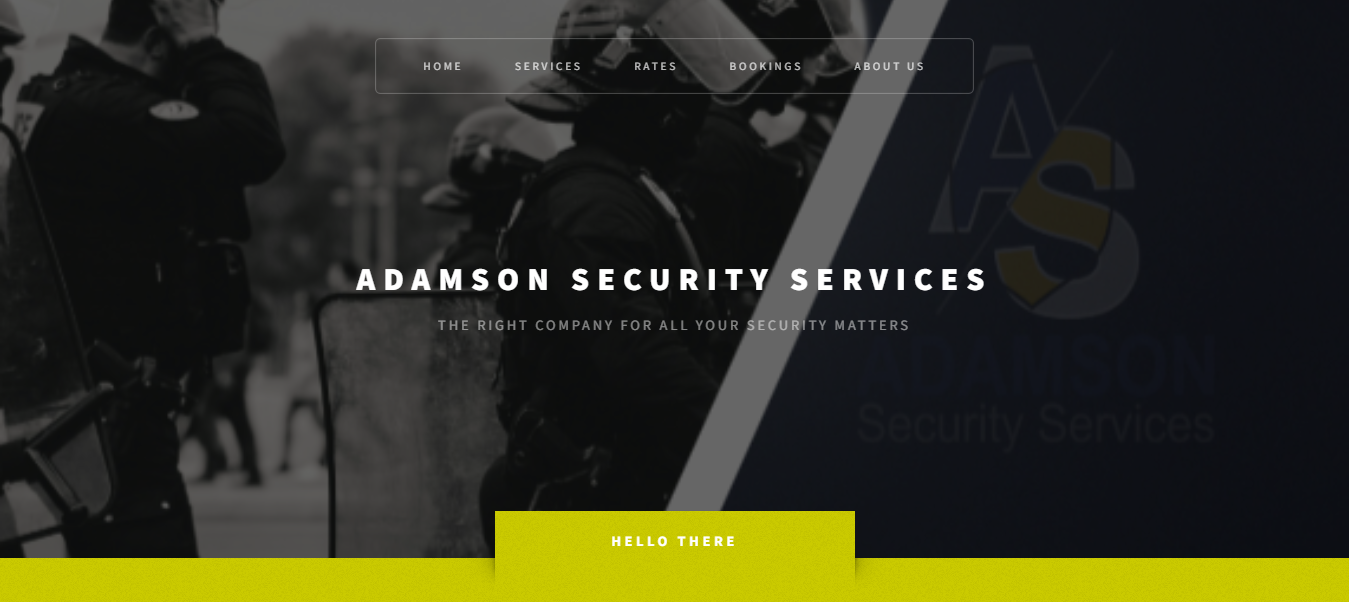 HOME SERVICES RATES BOOKINGS ABOUT US
AS
ADAMSON SECURITY SERVICES
THE RIGHT COMPANY FOR ALL YOUR SECURITY MATTERS
ADAMSON
Security Services
HELLO THERE